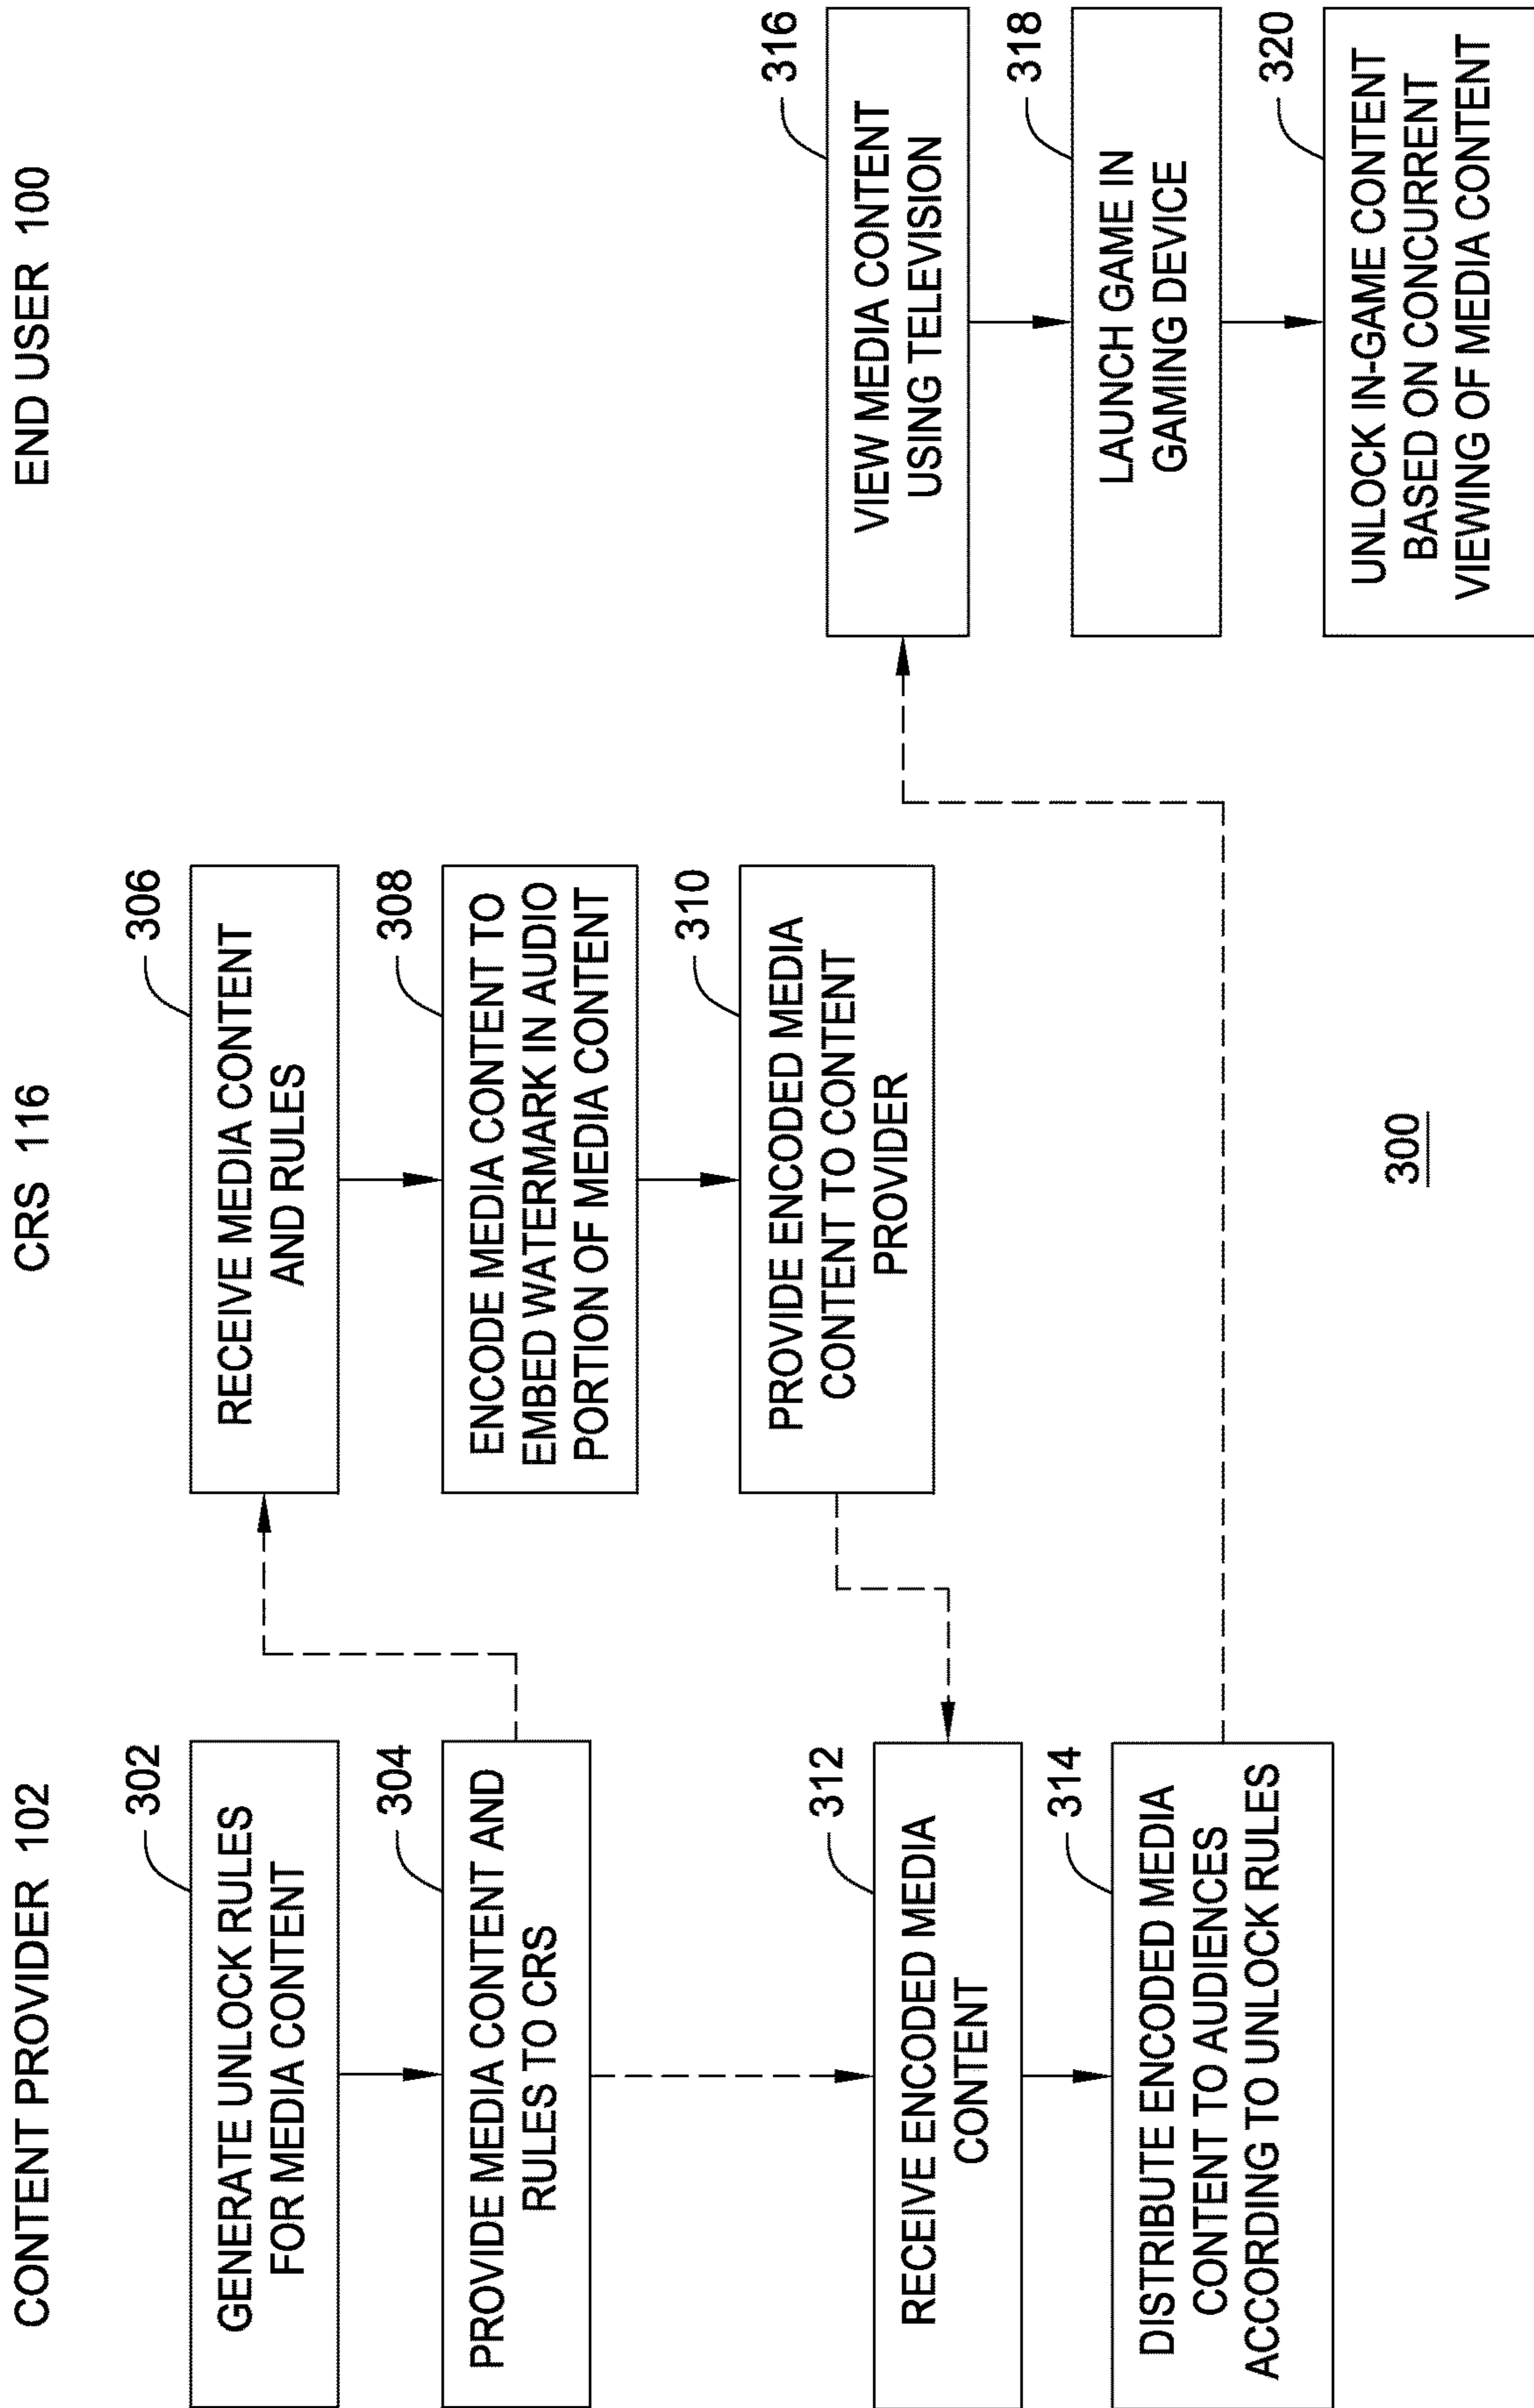 CONTENT PROVIDER 102
302
GENERATE UNLOCK RULES
FOR MEDIA CONTENT
304
PROVIDE MEDIA CONTENT AND
RULES TO CRS
312
RECEIVE ENCODED MEDIA
CONTENT
314
DISTRIBUTE ENCODED MEDIA
CONTENT TO AUDIENCES
ACCORDING TO UNLOCK RULES
CRS 116
306
RECEIVE MEDIA CONTENT
AND RULES
308
ENCODE MEDIA CONTENT TO
EMBED WATERMARK IN AUDIO
PORTION OF MEDIA CONTENT
310
PROVIDE ENCODED MEDIA
CONTENT TO CONTENT
PROVIDER
END USER 100
316
VIEW MEDIA CONTENT
USING TELEVISION
318
LAUNCH GAME IN
GAMING DEVICE
320
UNLOCK IN-GAME CONTENT
BASED ON CONCURRENT
VIEWING OF MEDIA CONTENT
300